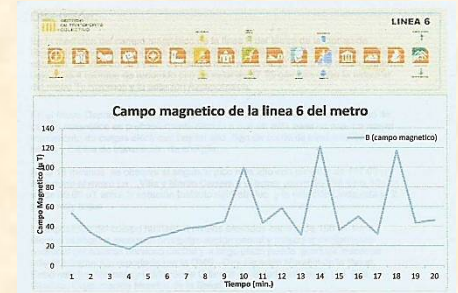 LINEA 6
SISTEMA
DE TRANSPORTE
COLECTIVO
Campo magnetico de la linea 6 del metro
B (campo magnetico)
Campo Magnetico (µ T)
140
120
100
80
60
40
20
0
1 2 3 4 5 6 7 8 9 10 11 12 13 14 15 16 17 18 19 20
Tiempo (min.)